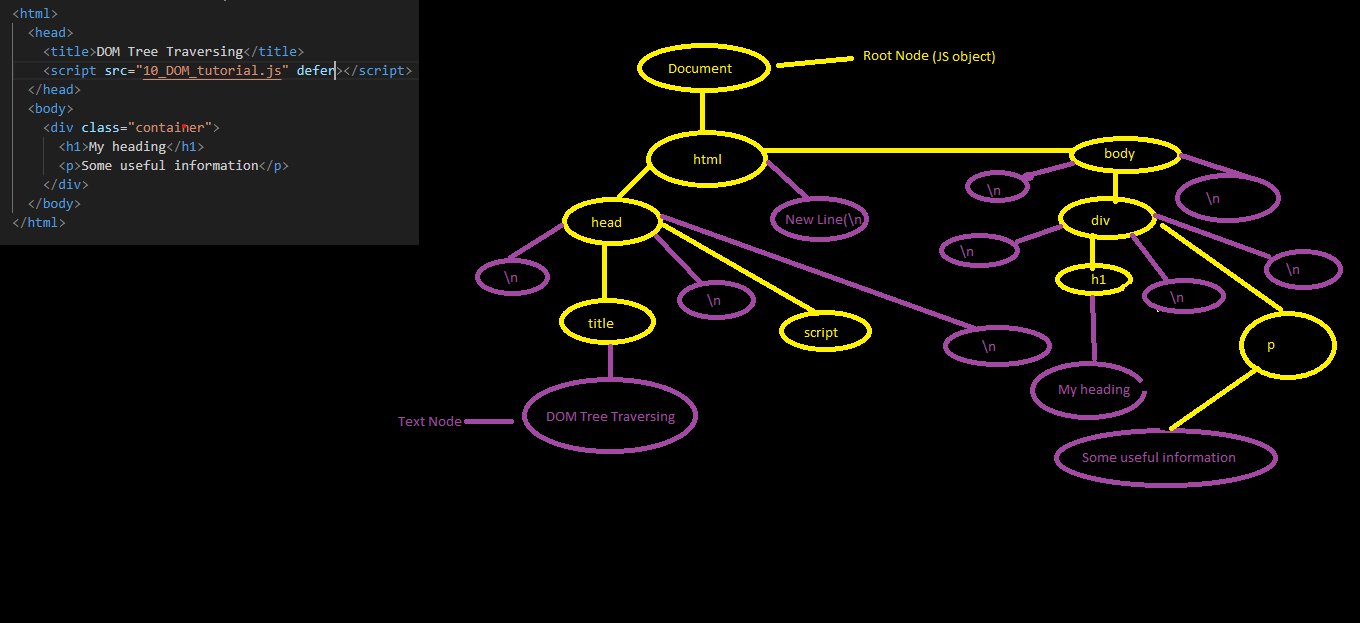 <html>
<head>
<title>DOM Tree Traversing</title>
<script src="10_DOM_tutorial.js" defer></script>
</head>
<body>
<div class="container">
<h1>My heading</h1>
<p>Some useful information</p>
</div>
</body>
</html>
Document
Root Node (JS object)
html
body
\n
\n
head
New Line(\n
div
\n
\n
\n
h1
\n
\n
title
script
\n
p
My heading
Text Node
DOM Tree Traversing
Some useful information